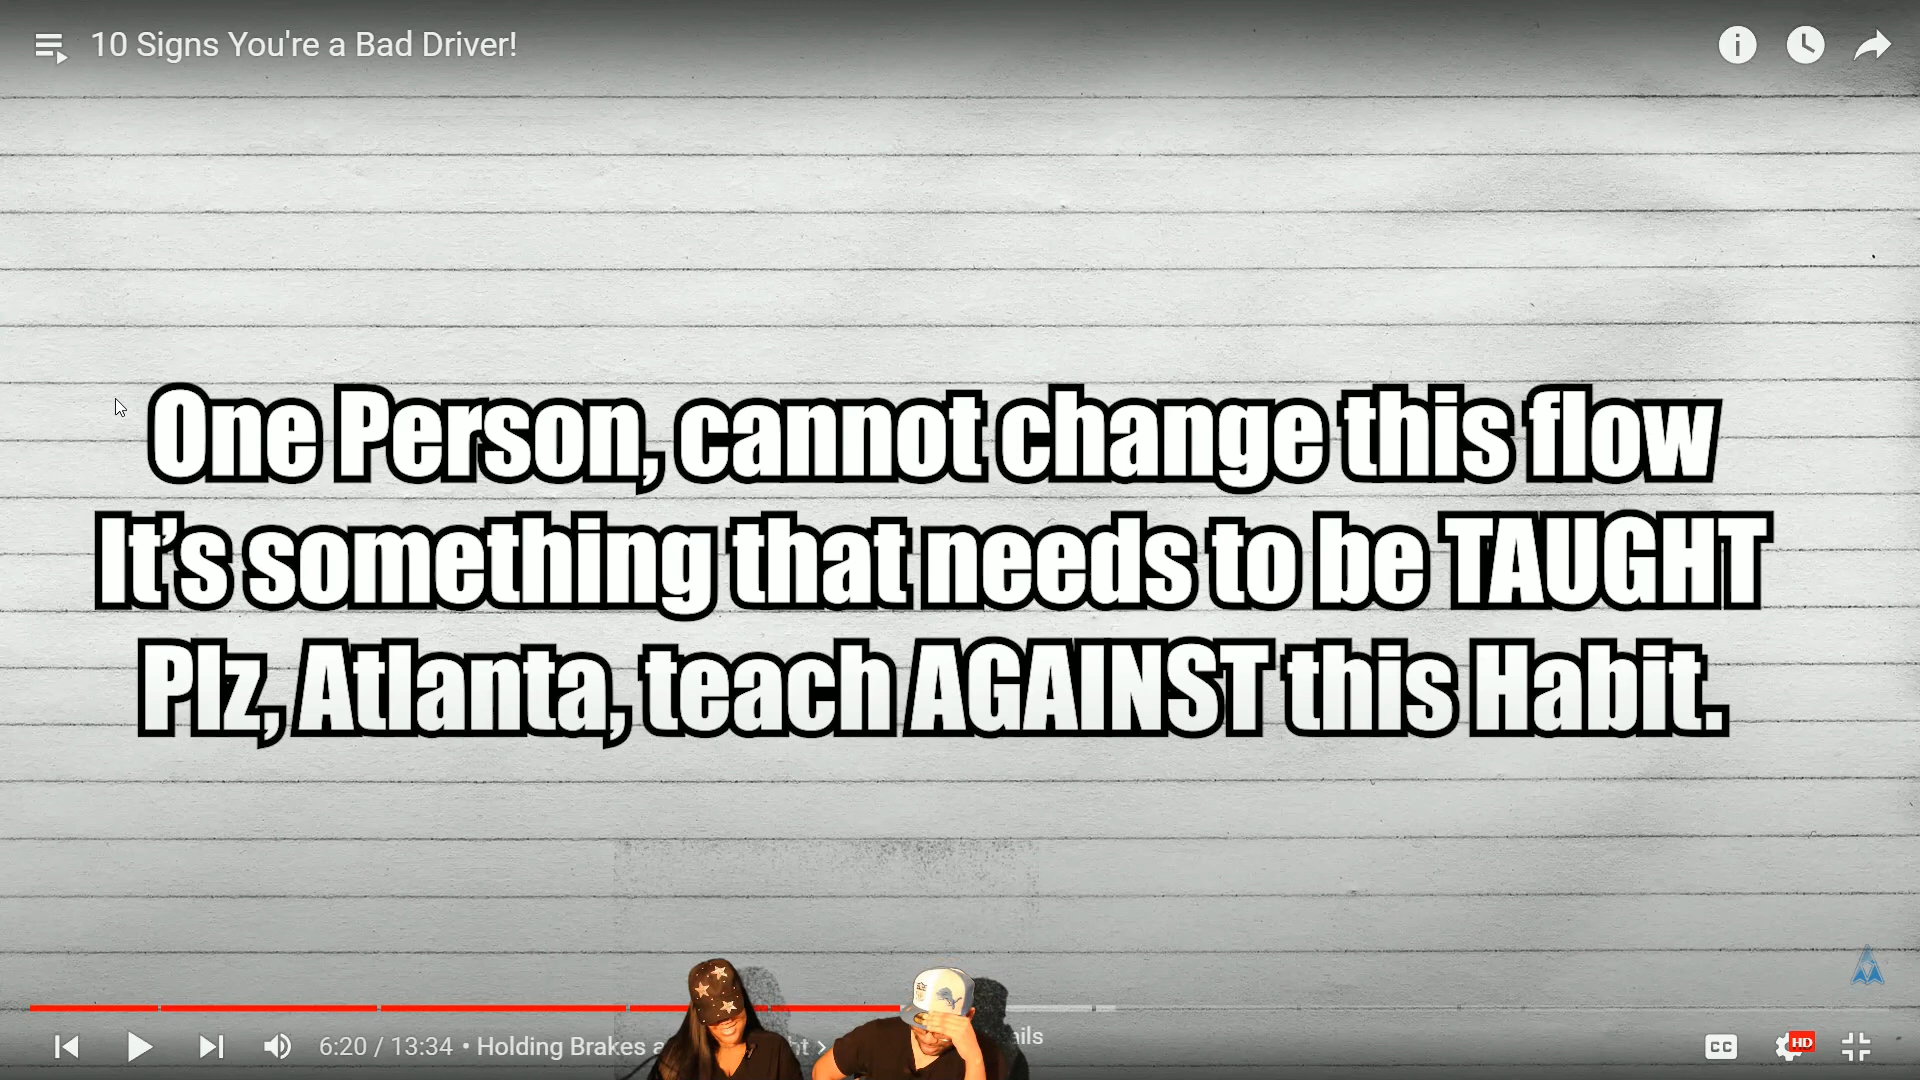 10 Signs You're a Bad Driver!
One Person, cannot change this flow
It's something that needs to be TAUGHT
Plz, Atlanta, teach AGAINST this Habit.
6:20 / 13:34 • Holding Brakes
CC
HD